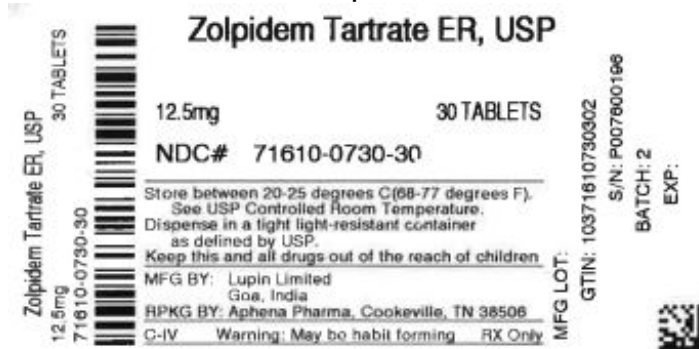 Zolpidem Tartrate ER, USP
30 TABLETS
12.5mg
71610-0730-30
Zolpidem Tartrate ER, USP
12.5mg 30 TABLETS
NDC# 71610-0730-30
Store between 20-25 degrees C(68-77 degrees F).
See USP Controlled Room Temperature.
Dispense in a tight light-resistant container
as defined by USP.
Keep this and all drugs out of the reach of children
MFG BY: Lupin Limited
Goa, India
RPKG BY: Aphena Pharma, Cookeville, TN 38506
C-IV Warning: May be habit forming RX Only
MFG LOT:
GTIN: 10371610730302
S/N: P007800196
BATCH: 2
EXP: